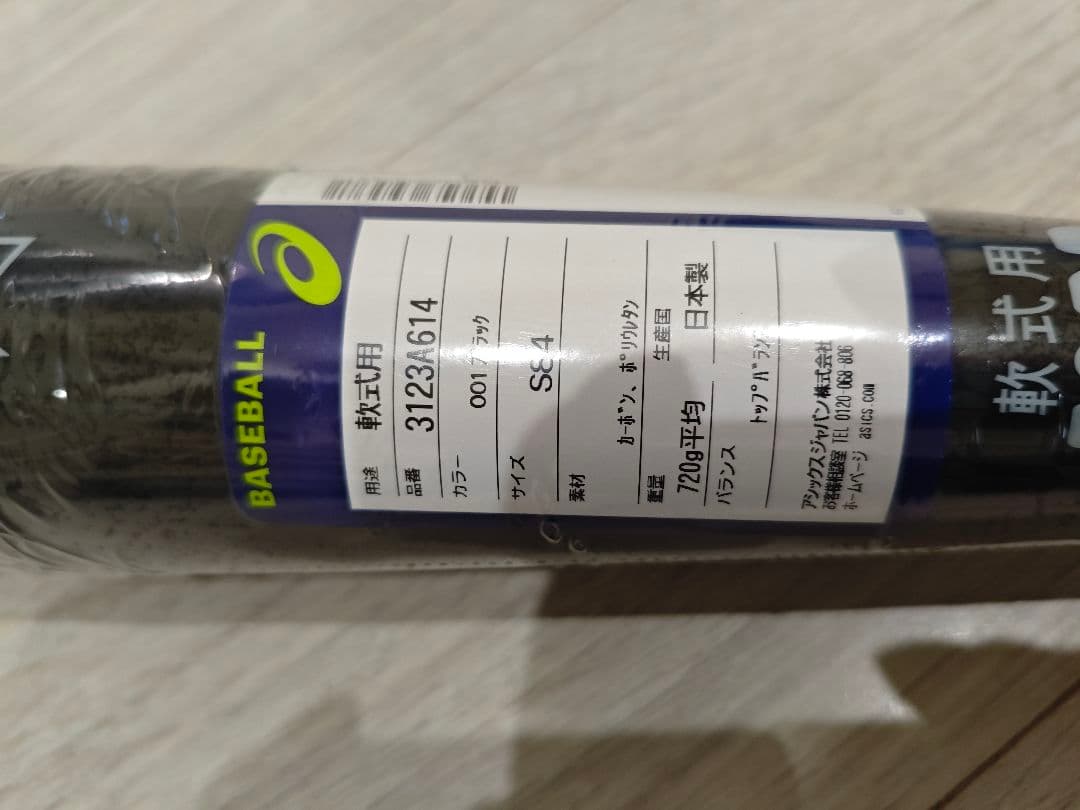 BASEBALL
用途
軟式用
品番
3123A614
カラー
001 ブラック
サイズ
S84
素材
カーボン、ポリウレタン
重量
720g平均
生産国
日本製
バランス
トップバラン
アシックスジャパン株式会社
お客様相談室 TEL 0120-068-806
ホームページ asics.com
軟式用